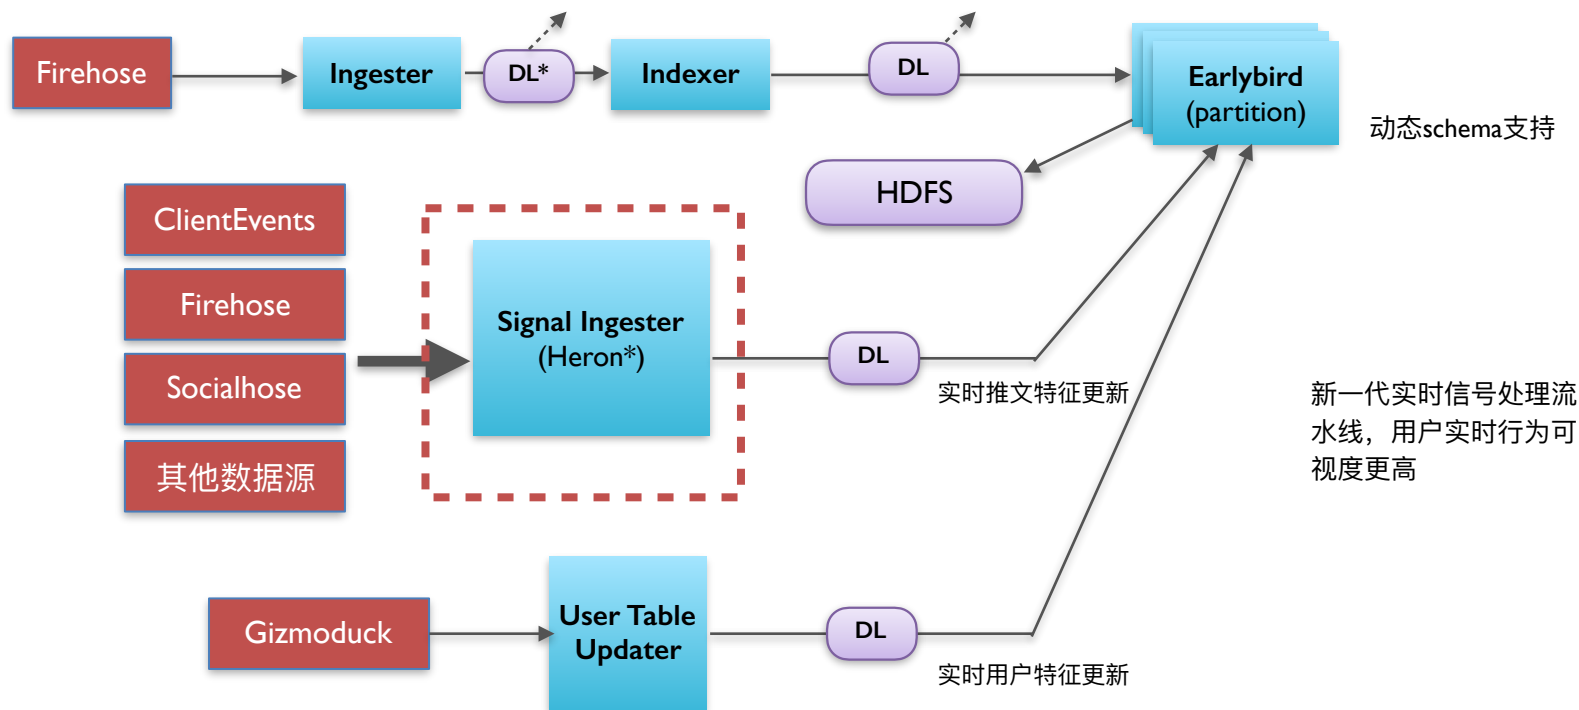 Firehose
Ingester
DL*
Indexer
DL
Earlybird
(partition)
动态schema支持
HDFS
ClientEvents
Firehose
Socialhose
其他数据源
Signal Ingester
(Heron*)
DL
实时推文特征更新
新一代实时信号处理流
水线，用户实时行为可
视度更高
Gizmoduck
User Table
Updater
DL
实时用户特征更新